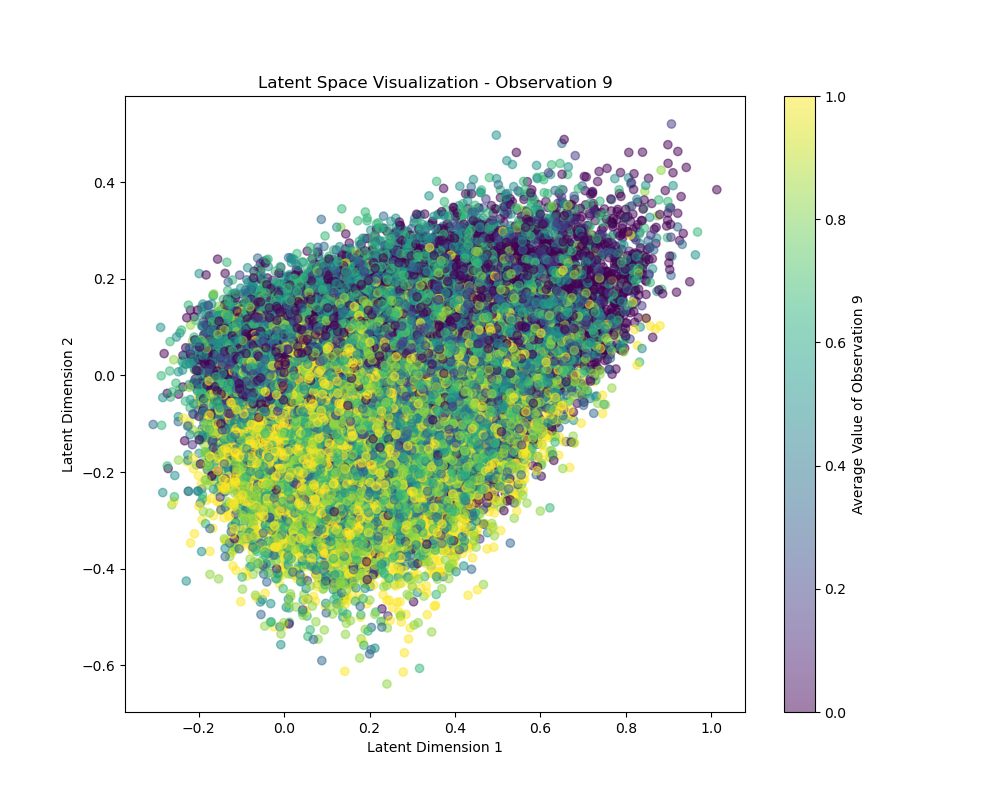 Latent Space Visualization - Observation 9
0.4
0.2
0.0
−0.2
−0.4
−0.6
Latent Dimension 2
−0.2 0.0 0.2 0.4 0.6 0.8 1.0
Latent Dimension 1
1.0
0.8
0.6
0.4
0.2
0.0
Average Value of Observation 9